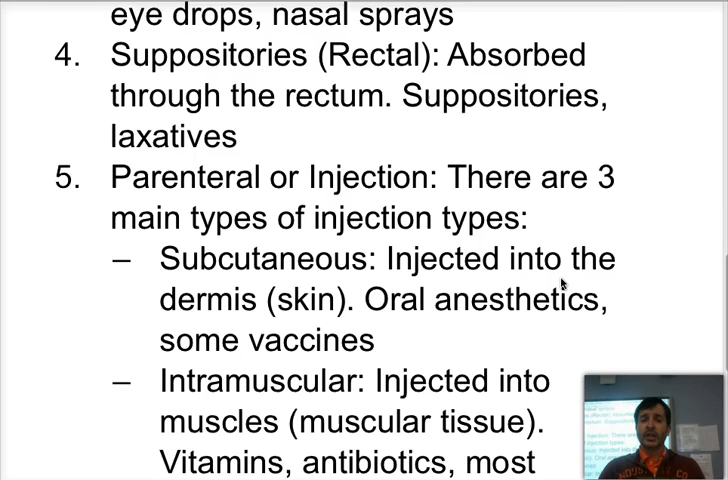 eye drops, nasal sprays
4. Suppositories (Rectal): Absorbed
through the rectum. Suppositories,
laxatives
5. Parenteral or Injection: There are 3
main types of injection types:
– Subcutaneous: Injected into the
dermis (skin). Oral anesthetics,
some vaccines
– Intramuscular: Injected into
muscles (muscular tissue).
Vitamins, antibiotics, most